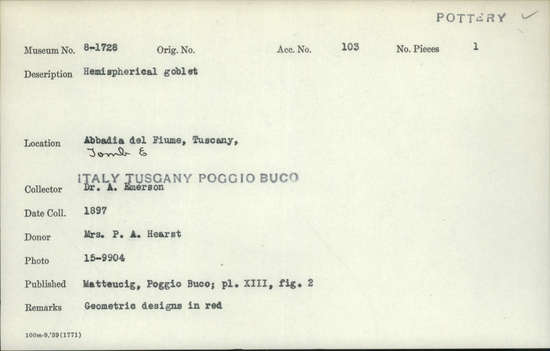 POTTERY ✓
Museum No. 8-1728 Orig. No. Acc. No. 103 No. Pieces 1
Description Hemispherical goblet
Location Abbadia del Fiume, Tuscany,
Tomb E
ITALY TUSCANY POGGIO BUCO
Collector Dr. A. Emerson
Date Coll. 1897
Donor Mrs. P. A. Hearst
Photo 15-9904
Published Matteucig, Poggio Buco; pl. XIII, fig. 2
Remarks Geometric designs in red
100m-9,'39(1771)